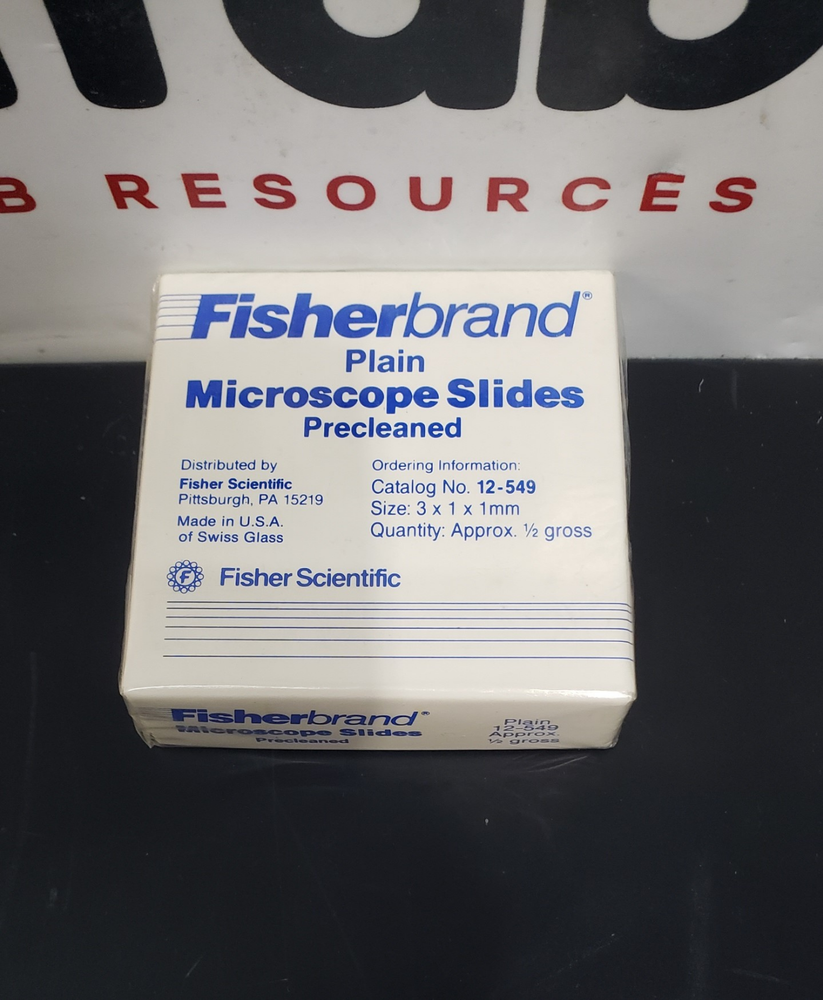 B RESOURCES
Fisherbrand®
Plain
Microscope Slides
Precleaned
Distributed by
Fisher Scientific
Pittsburgh, PA 15219
Made in U.S.A.
of Swiss Glass
Ordering Information:
Catalog No. 12-549
Size: 3 x 1 x 1mm
Quantity: Approx. ½ gross
F Fisher Scientific
Fisherbrand®
Microscope Slides
Precleaned
Plain
12-549
Approx.
½ gross